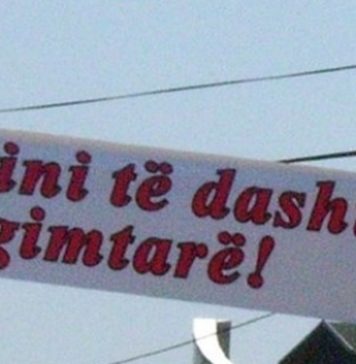 ini të dash
gimtarë!